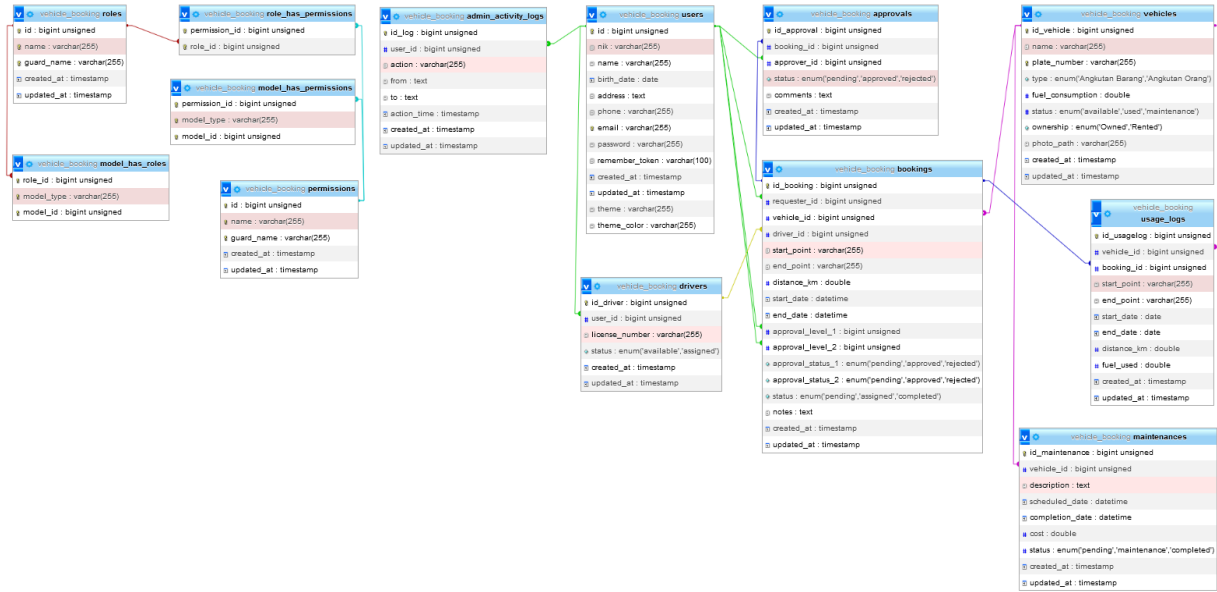 vehicle_booking roles
id : bigint unsigned
name : varchar(255)
guard_name : varchar(255)
created_at : timestamp
updated_at : timestamp
vehicle_booking role_has_permissions
permission_id : bigint unsigned
role_id : bigint unsigned
vehicle_booking model_has_permissions
permission_id : bigint unsigned
model_type : varchar(255)
model_id : bigint unsigned
vehicle_booking model_has_roles
role_id : bigint unsigned
model_type : varchar(255)
model_id : bigint unsigned
vehicle_booking permissions
id : bigint unsigned
name : varchar(255)
guard_name : varchar(255)
created_at : timestamp
updated_at : timestamp
vehicle_booking admin_activity_logs
id_log : bigint unsigned
user_id : bigint unsigned
action : varchar(255)
from : text
to : text
action_time : timestamp
created_at : timestamp
updated_at : timestamp
vehicle_booking users
id : bigint unsigned
nik : varchar(255)
name : varchar(255)
birth_date : date
address : text
phone : varchar(255)
email : varchar(255)
password : varchar(255)
remember_token : varchar(100)
created_at : timestamp
updated_at : timestamp
theme : varchar(255)
theme_color : varchar(255)
vehicle_booking drivers
id_driver : bigint unsigned
user_id : bigint unsigned
license_number : varchar(255)
status : enum('available','assigned')
created_at : timestamp
updated_at : timestamp
vehicle_booking approvals
id_approval : bigint unsigned
booking_id : bigint unsigned
approver_id : bigint unsigned
status : enum('pending','approved','rejected')
comments : text
created_at : timestamp
updated_at : timestamp
vehicle_booking bookings
id_booking : bigint unsigned
requester_id : bigint unsigned
vehicle_id : bigint unsigned
driver_id : bigint unsigned
start_point : varchar(255)
end_point : varchar(255)
distance_km : double
start_date : datetime
end_date : datetime
approval_level_1 : bigint unsigned
approval_level_2 : bigint unsigned
approval_status_1 : enum('pending','approved','rejected')
approval_status_2 : enum('pending','approved','rejected')
status : enum('pending','assigned','completed')
notes : text
created_at : timestamp
updated_at : timestamp
vehicle_booking vehicles
id_vehicle : bigint unsigned
name : varchar(255)
plate_number : varchar(255)
type : enum('Angkutan Barang','Angkutan Orang')
fuel_consumption : double
status : enum('available','used','maintenance')
ownership : enum('Owned','Rented')
photo_path : varchar(255)
created_at : timestamp
updated_at : timestamp
vehicle_booking
usage_logs
id_usagelog : bigint unsigned
vehicle_id : bigint unsigned
booking_id : bigint unsigned
start_point : varchar(255)
end_point : varchar(255)
start_date : date
end_date : date
distance_km : double
fuel_used : double
created_at : timestamp
updated_at : timestamp
vehicle_booking maintenances
id_maintenance : bigint unsigned
vehicle_id : bigint unsigned
description : text
scheduled_date : datetime
completion_date : datetime
cost : double
status : enum('pending','maintenance','completed')
created_at : timestamp
updated_at : timestamp